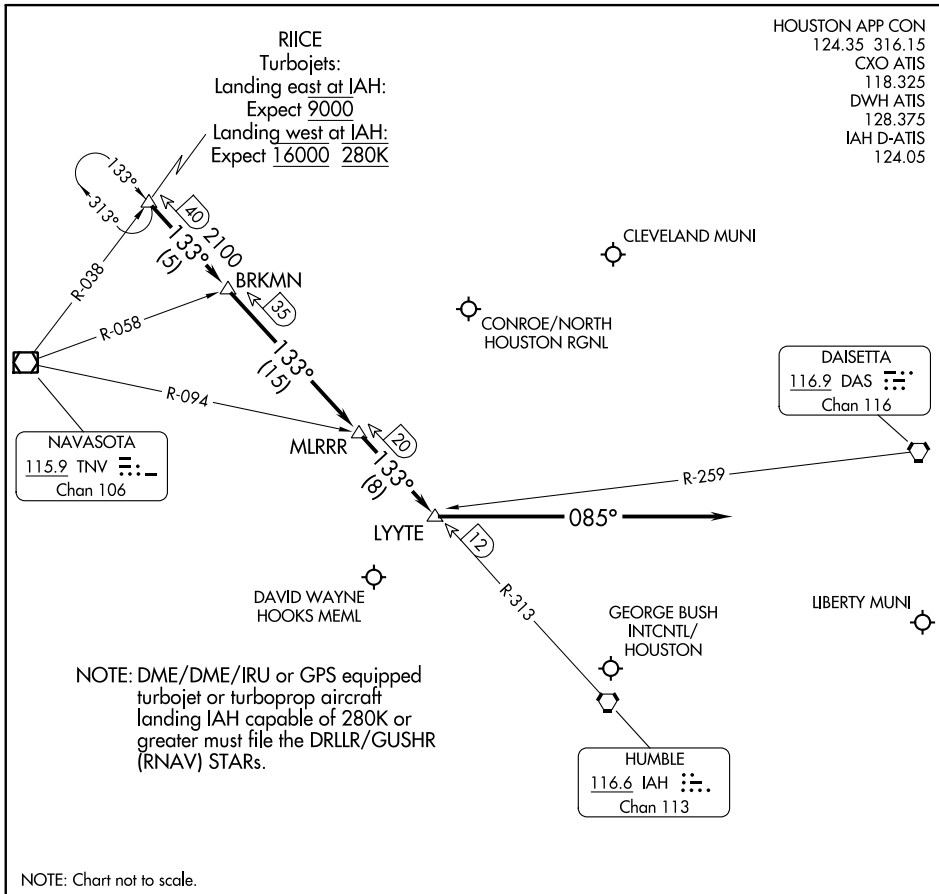 HOUSTON APP CON
124.35 316.15
CXO ATIS
118.325
DWH ATIS
128.375
IAH D-ATIS
124.05
RIICE
Turbojets:
Landing east at IAH:
Expect 9000
Landing west at IAH:
Expect 16000 280K
133°
313°
40
2100
133°
(5)
R-038
BRKMN
35
R-058
133°
(15)
R-094
CLEVELAND MUNI
CONROE/NORTH
HOUSTON RGNL
DAISETTA
116.9 DAS
Chan 116
NAVASOTA
115.9 TNV
Chan 106
MLRRR
20
133°
(8)
R-259
LYYTE
085°
12
R-313
DAVID WAYNE
HOOKS MEML
GEORGE BUSH
INTCNTL/
HOUSTON
LIBERTY MUNI
NOTE: DME/DME/IRU or GPS equipped
turbojet or turboprop aircraft
landing IAH capable of 280K or
greater must file the DRLLR/GUSHR
(RNAV) STARs.
HUMBLE
116.6 IAH
Chan 113
NOTE: Chart not to scale.